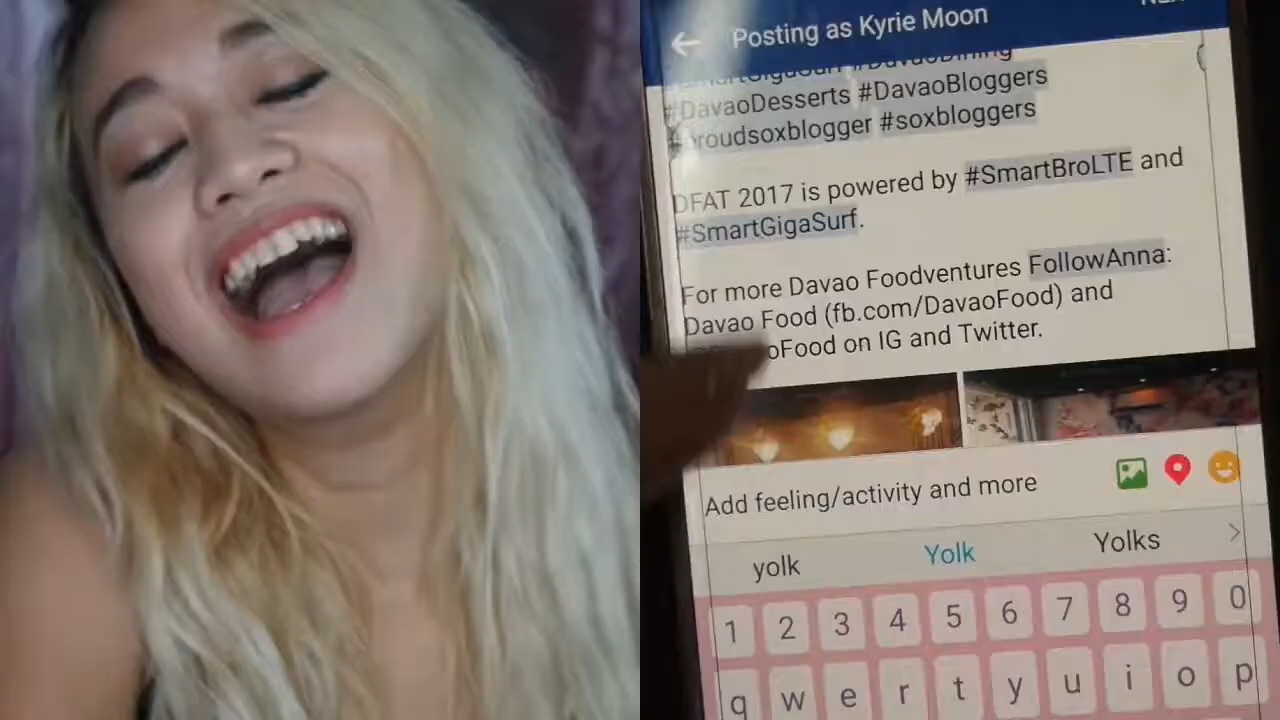 Posting as Kyrie Moon
#DavaoDesserts #DavaoBloggers
#proudsoxblogger #soxbloggers
DFAT 2017 is powered by #SmartBroLTE and
#SmartGigaSurf.
For more Davao Foodventures FollowAnna:
Davao Food (fb.com/DavaoFood) and
on IG and Twitter.
Add feeling/activity and more
yolk Yolk Yolks
1 2 3 4 5 6 7 8 9 0
q w e r t y u i o p